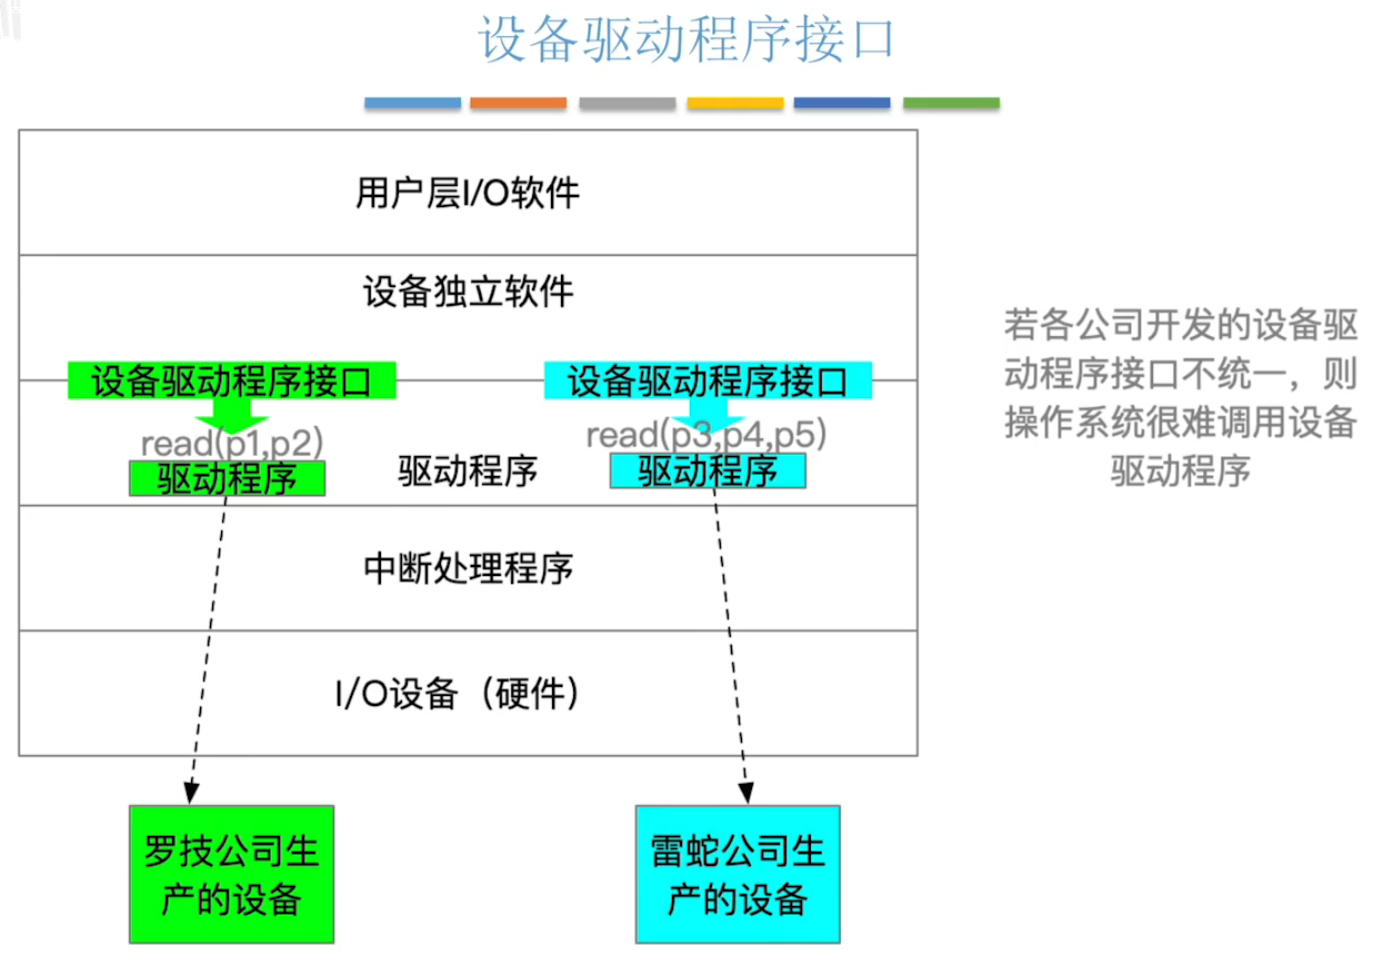 设备驱动程序接口
用户层I/O软件
设备独立软件
设备驱动程序接口
设备驱动程序接口
read(p1,p2)
read(p3,p4,p5)
驱动程序
驱动程序
驱动程序
中断处理程序
I/O设备（硬件）
罗技公司生
产的设备
雷蛇公司生
产的设备
若各公司开发的设备驱
动程序接口不统一，则
操作系统很难调用设备
驱动程序